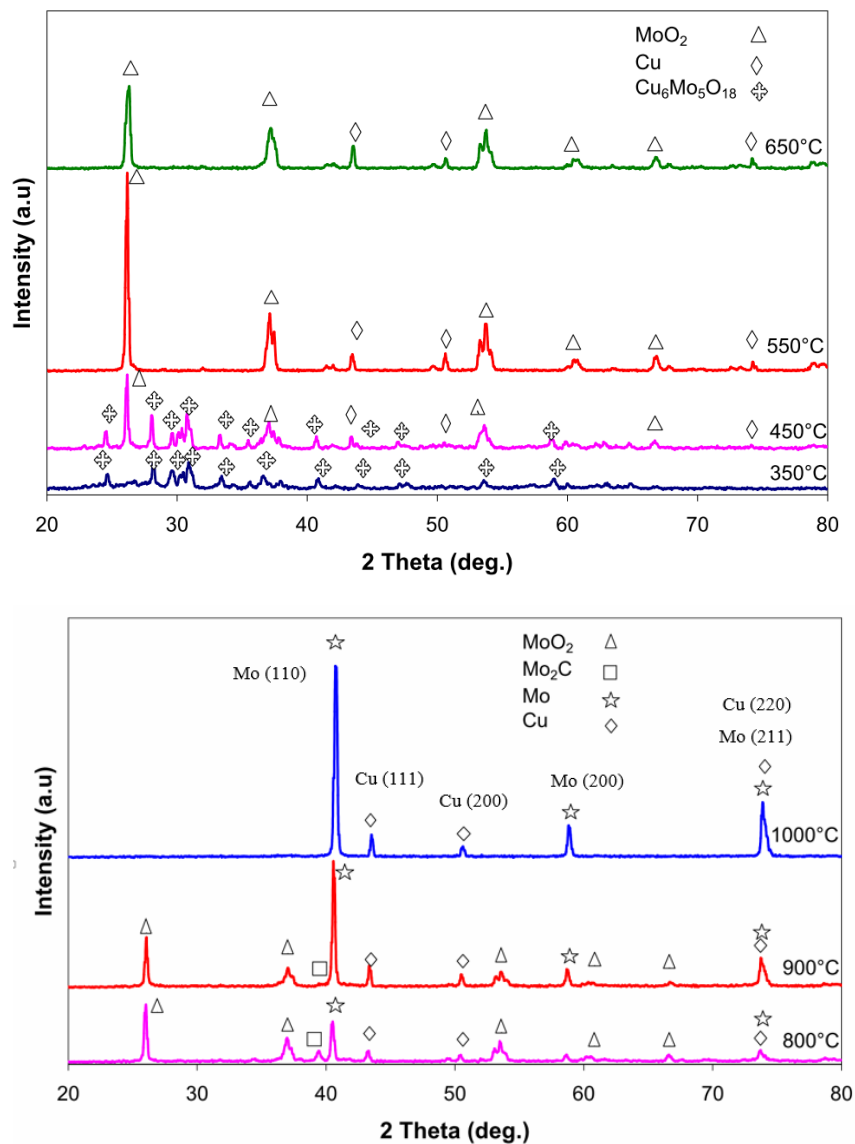 MoO₂ △
Cu ◇
Cu₆Mo₅O₁₈
650°C
550°C
450°C
350°C
Intensity (a.u)
20 30 40 50 60 70 80
2 Theta (deg.)
MoO₂ △
Mo₂C □
Mo ☆
Cu ◇
Mo (110)
Cu (111)
Cu (200)
Mo (200)
Cu (220)
Mo (211)
1000°C
900°C
800°C
Intensity (a.u)
20 30 40 50 60 70 80
2 Theta (deg.)